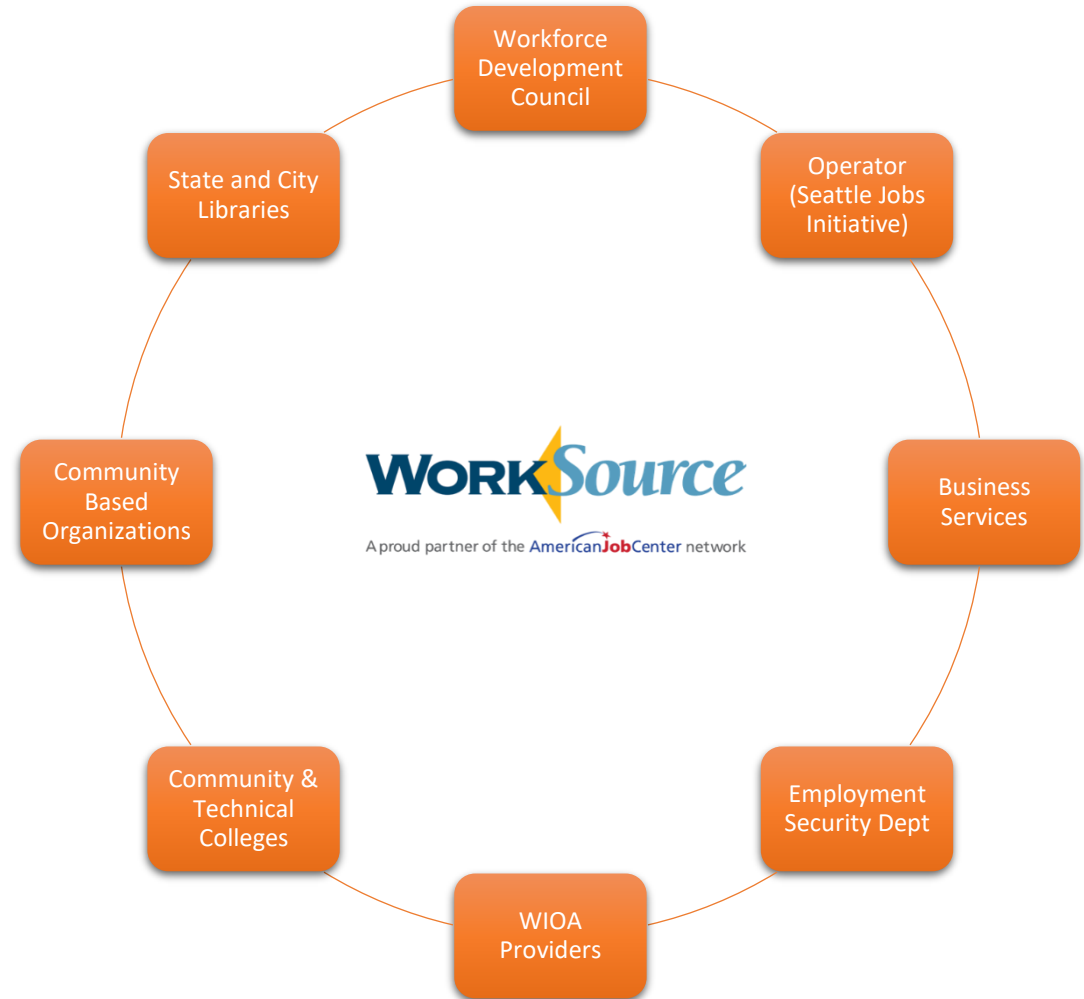 Workforce
Development
Council
Operator
(Seattle Jobs
Initiative)
Business
Services
Employment
Security Dept
WIOA
Providers
Community &
Technical
Colleges
Community
Based
Organizations
State and City
Libraries
WorkSource
A proud partner of the AmericanJobCenter network